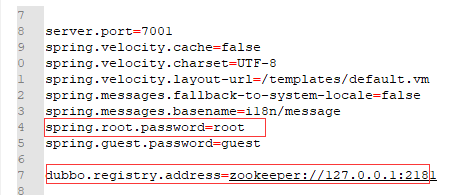 7
8 server.port=7001
9 spring.velocity.cache=false
0 spring.velocity.charset=UTF-8
1 spring.velocity.layout-url=/templates/default.vm
2 spring.messages.fallback-to-system-locale=false
3 spring.messages.basename=i18n/message
4 spring.root.password=root
5 spring.guest.password=guest
6
7 dubbo.registry.address=zookeeper://127.0.0.1:2181